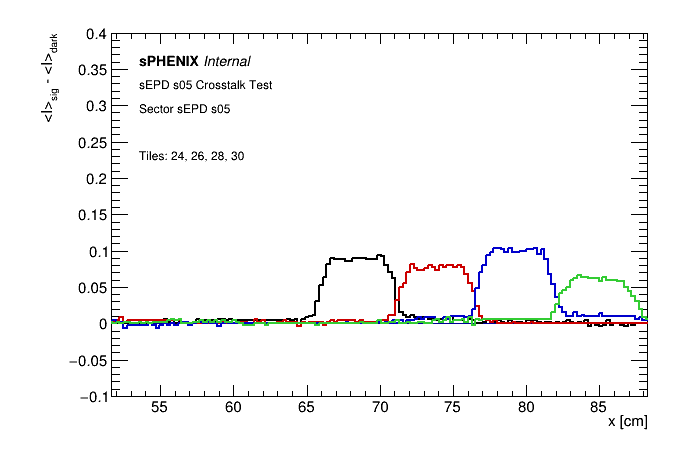 <I>sig - <I>dark
0.4
0.35
0.3
0.25
0.2
0.15
0.1
0.05
0
−0.05
−0.1
sPHENIX Internal
sEPD s05 Crosstalk Test
Sector sEPD s05
Tiles: 24, 26, 28, 30
55 60 65 70 75 80 85
x [cm]